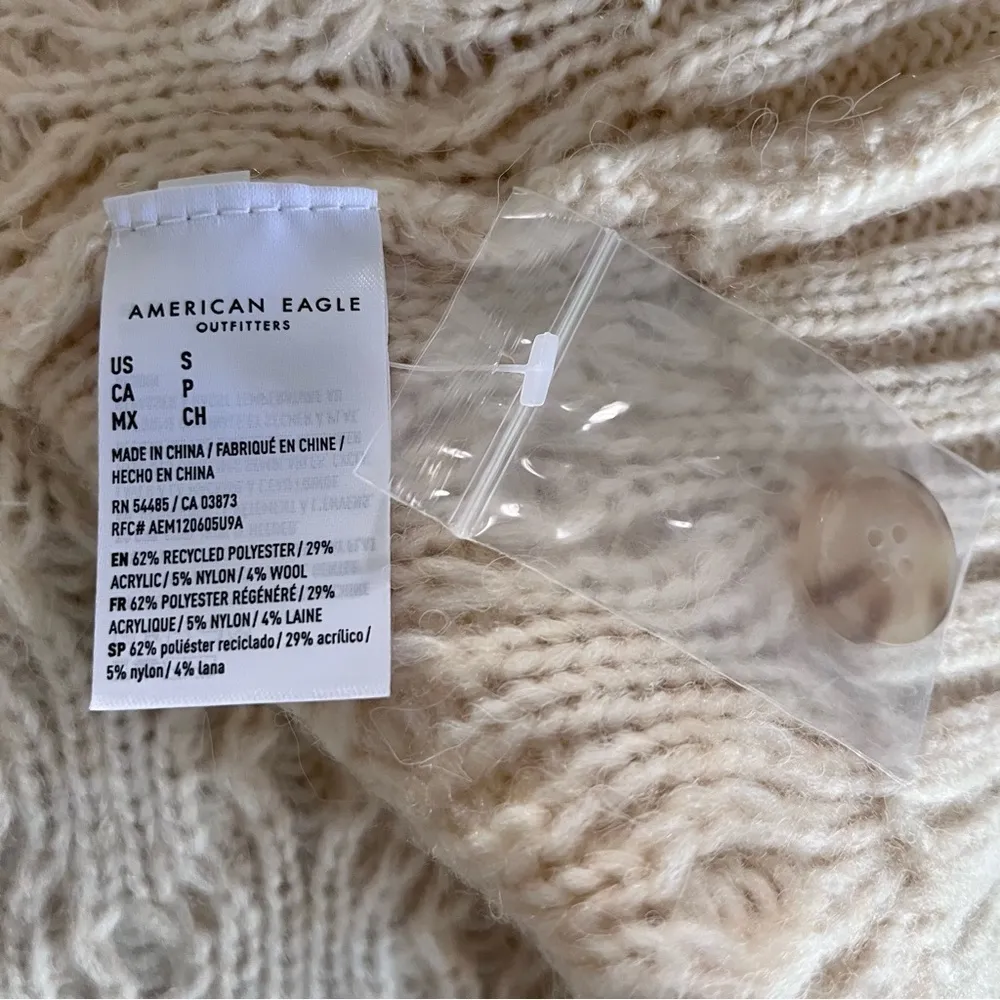 AMERICAN EAGLE
OUTFITTERS
US S
CA P
MX CH
MADE IN CHINA / FABRIQUÉ EN CHINE /
HECHO EN CHINA
RN 54485 / CA 03873
RFC# AEM120605U9A
EN 62% RECYCLED POLYESTER / 29%
ACRYLIC / 5% NYLON / 4% WOOL
FR 62% POLYESTER RÉGÉNÉRÉ / 29%
ACRYLIQUE / 5% NYLON / 4% LAINE
SP 62% poliéster reciclado / 29% acrílico /
5% nylon / 4% lana